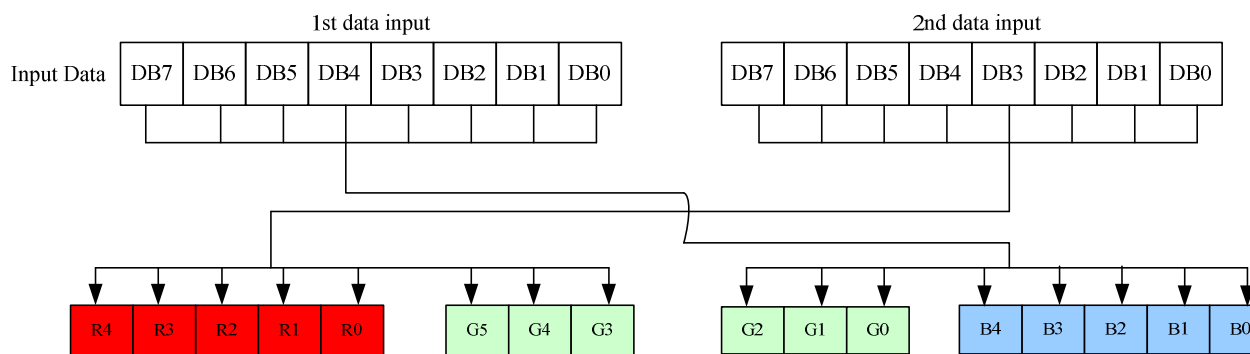 1st data input 2nd data input
Input Data DB7 DB6 DB5 DB4 DB3 DB2 DB1 DB0 DB7 DB6 DB5 DB4 DB3 DB2 DB1 DB0
R4 R3 R2 R1 R0 G5 G4 G3 G2 G1 G0 B4 B3 B2 B1 B0